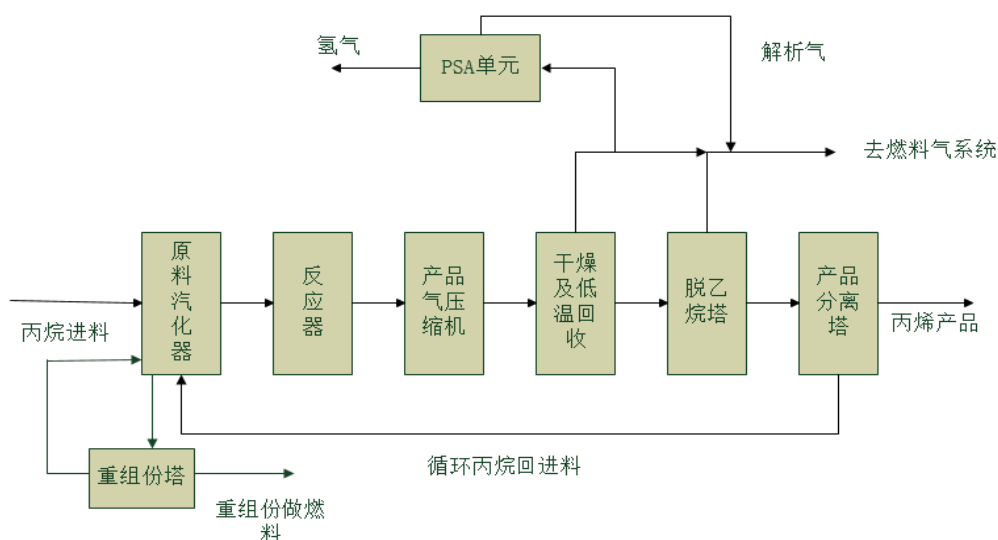 氢气
PSA单元
解析气
去燃料气系统
原
料
汽
化
器
反
应
器
产品
气压
缩机
干燥
及低
温回
收
脱乙
烷塔
产品
分离
塔
丙烷进料
丙烯产品
循环丙烷回进料
重组份塔
重组份做燃
料